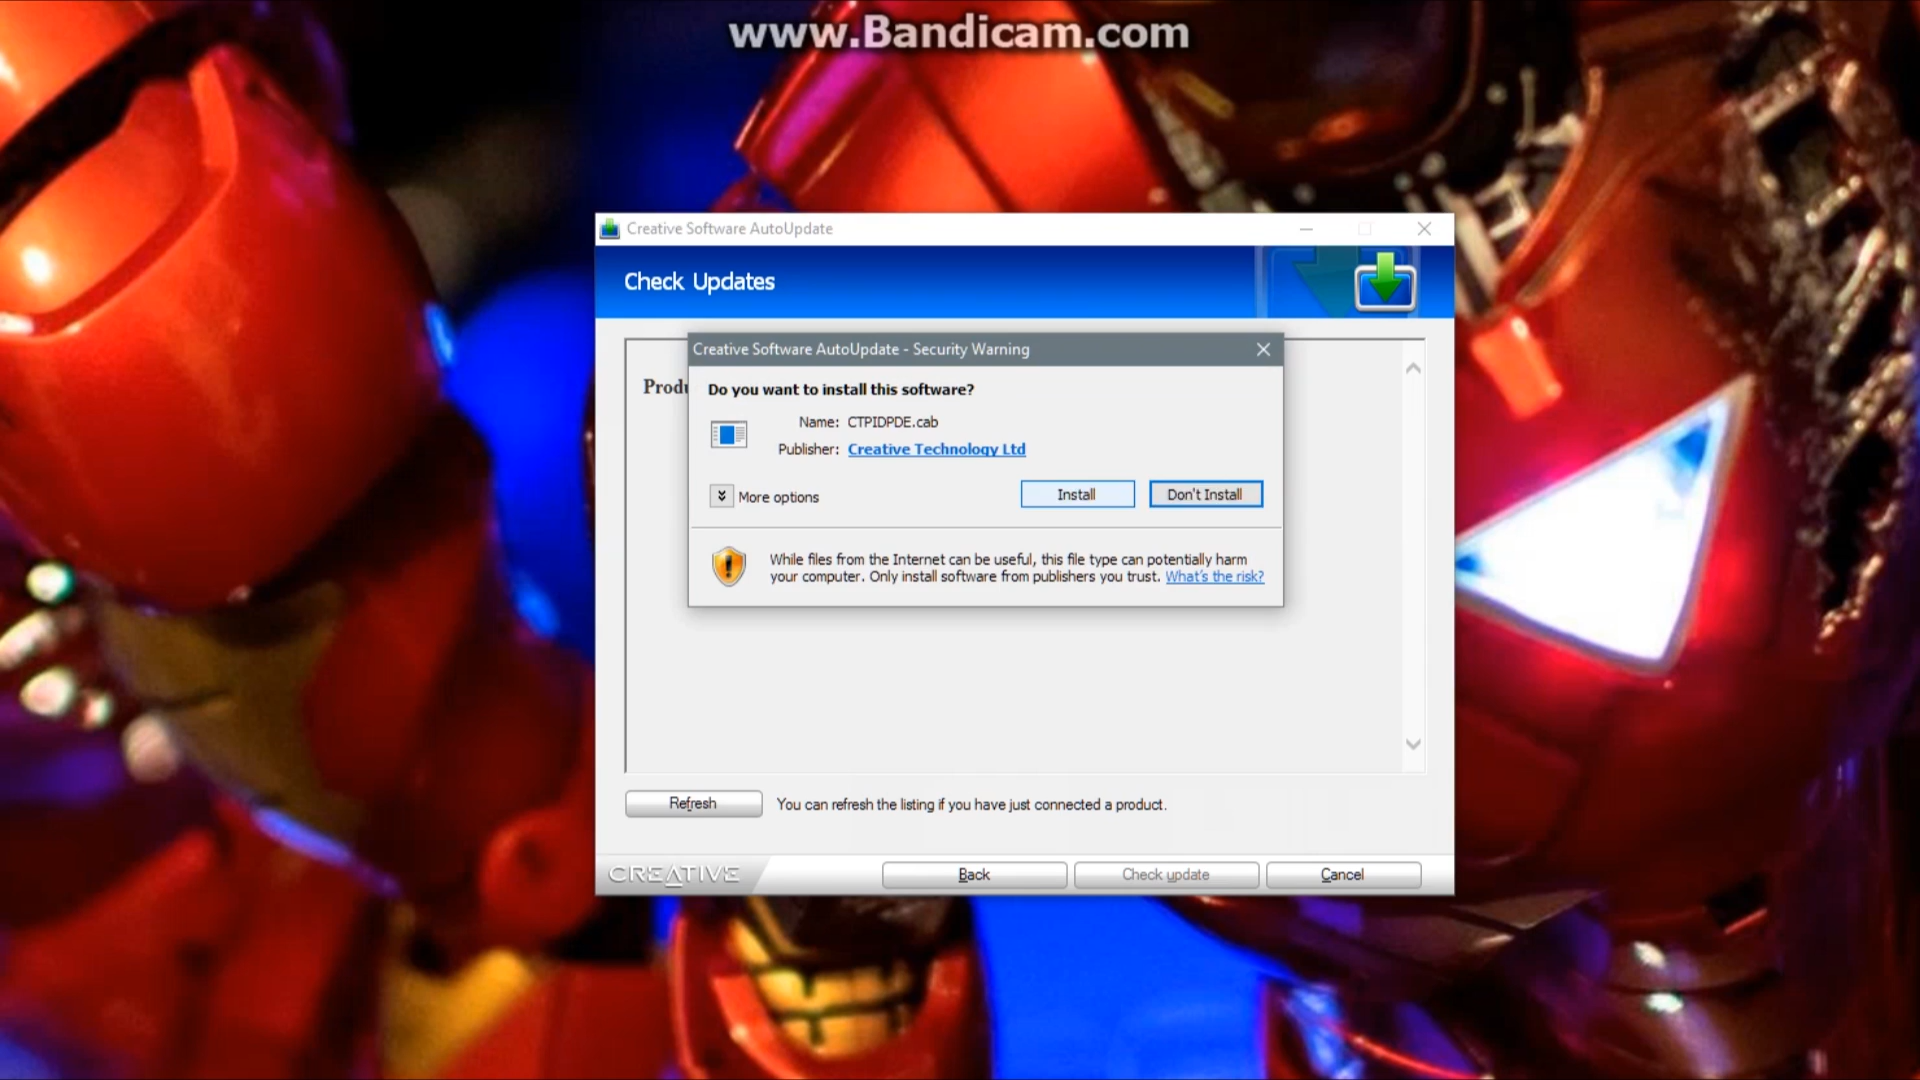 www.Bandicam.com
Creative Software AutoUpdate
Check Updates
Creative Software AutoUpdate - Security Warning
Do you want to install this software?
Name: CTPIDPDE.cab
Publisher: Creative Technology Ltd
More options
Install
Don't Install
While files from the Internet can be useful, this file type can potentially harm
your computer. Only install software from publishers you trust. What's the risk?
Refresh
You can refresh the listing if you have just connected a product.
CREATIVE
Back
Check update
Cancel